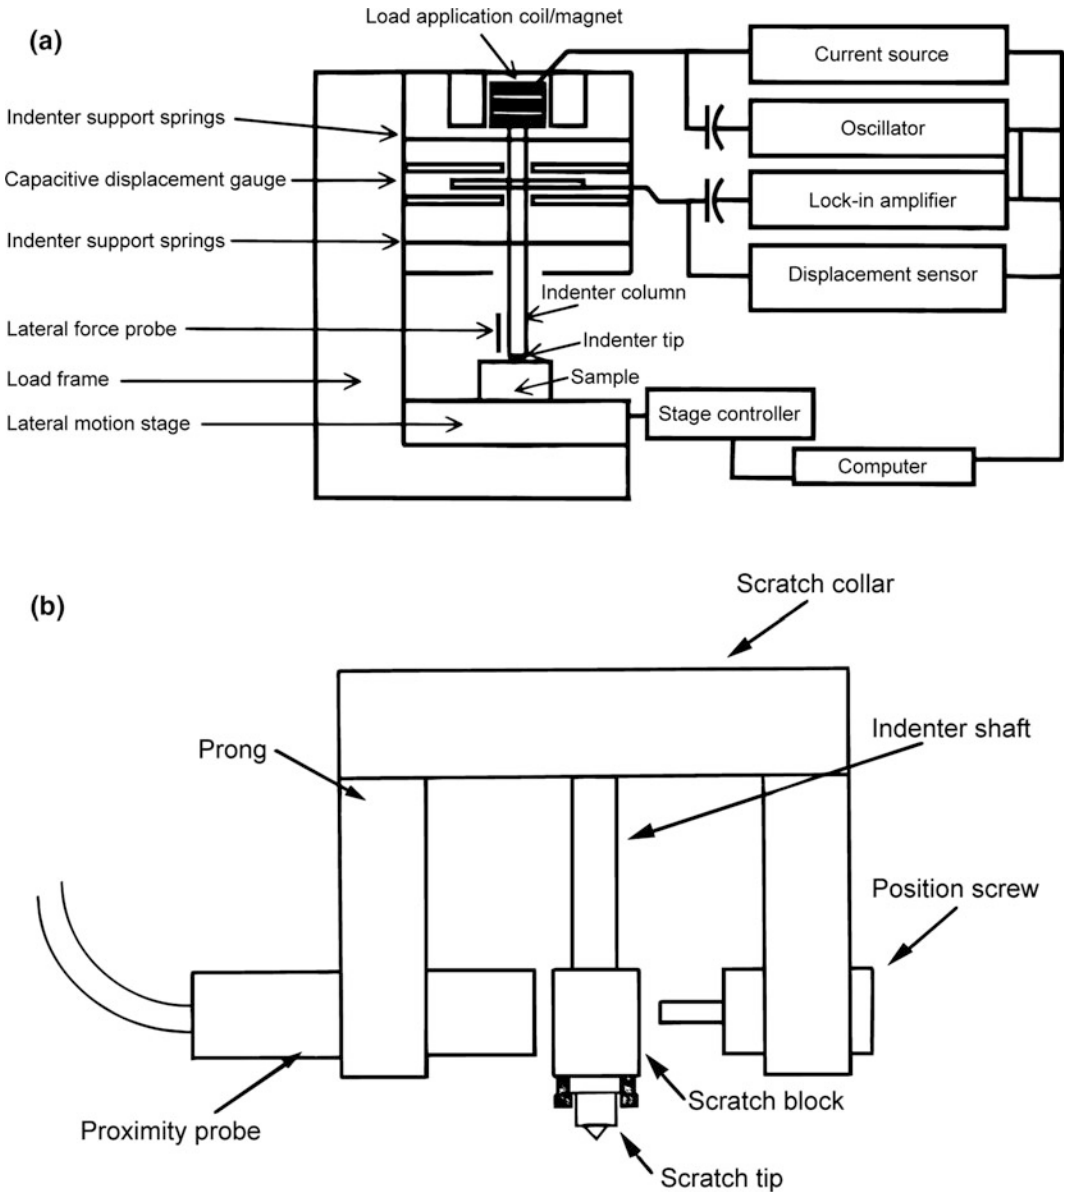 (a)
Load application coil/magnet
Indenter support springs
Capacitive displacement gauge
Indenter support springs
Lateral force probe
Load frame
Lateral motion stage
Indenter column
Indenter tip
Sample
Current source
Oscillator
Lock-in amplifier
Displacement sensor
Stage controller
Computer
(b)
Scratch collar
Prong
Indenter shaft
Position screw
Scratch block
Proximity probe
Scratch tip